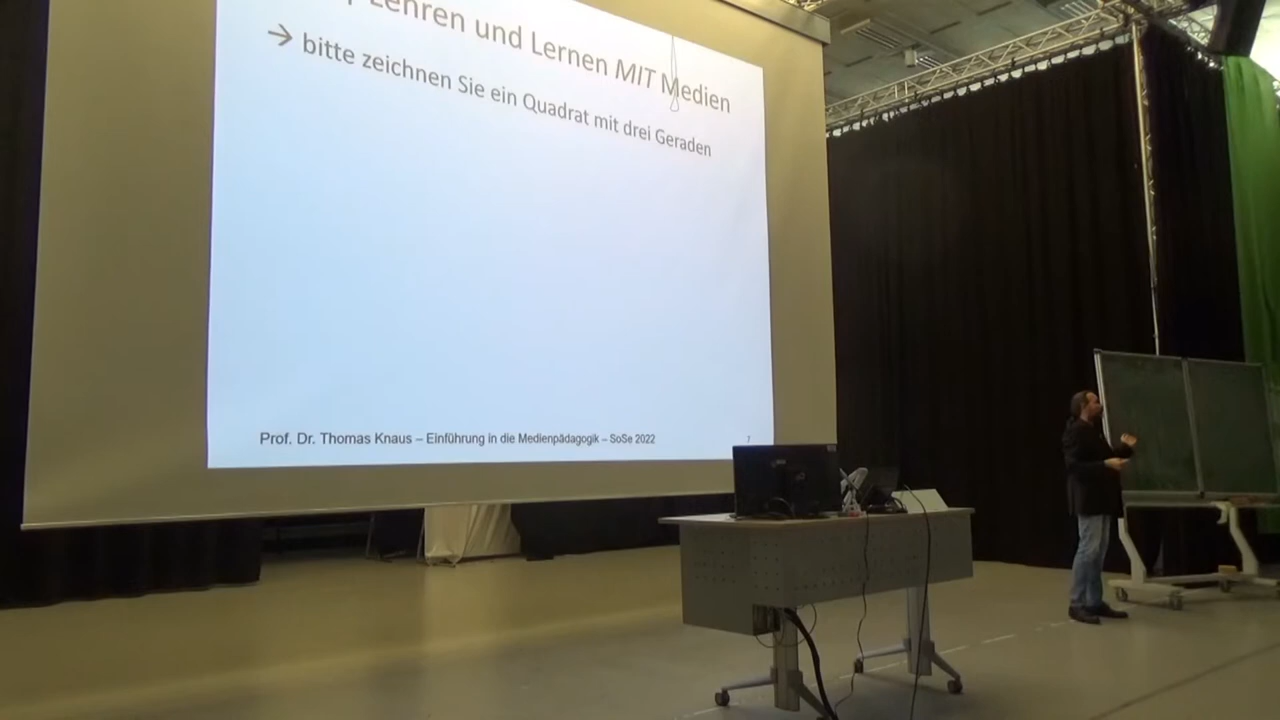 Lehren und Lernen MIT Medien
→ bitte zeichnen Sie ein Quadrat mit drei Geraden
Prof. Dr. Thomas Knaus – Einführung in die Medienpädagogik – SoSe 2022
7